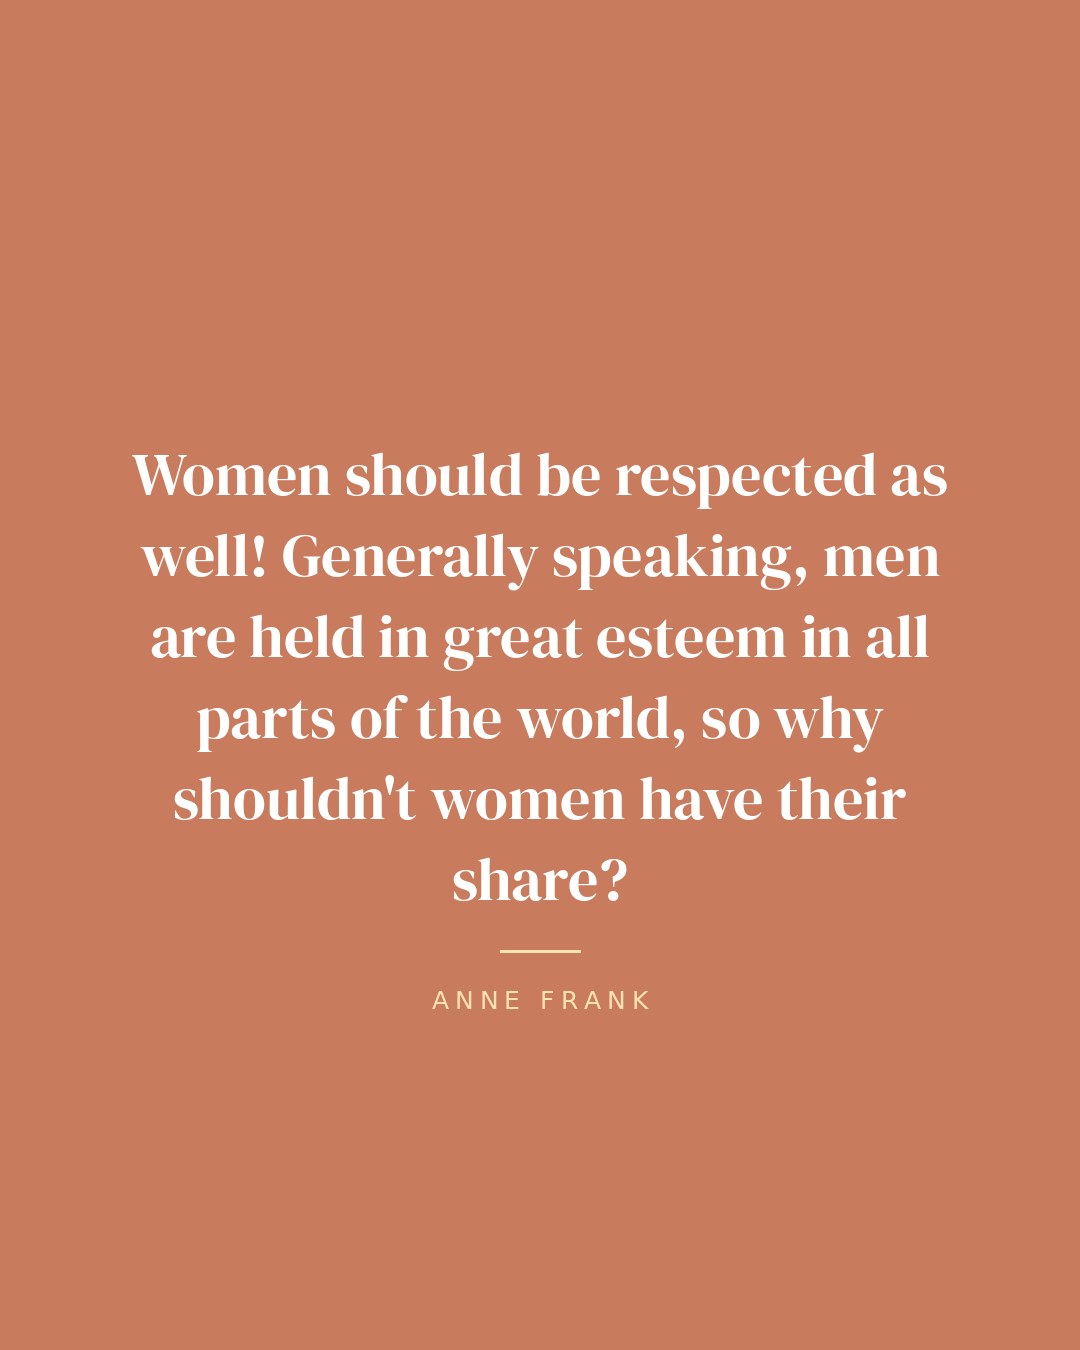 Women should be respected as
well! Generally speaking, men
are held in great esteem in all
parts of the world, so why
shouldn't women have their
share?
ANNE FRANK